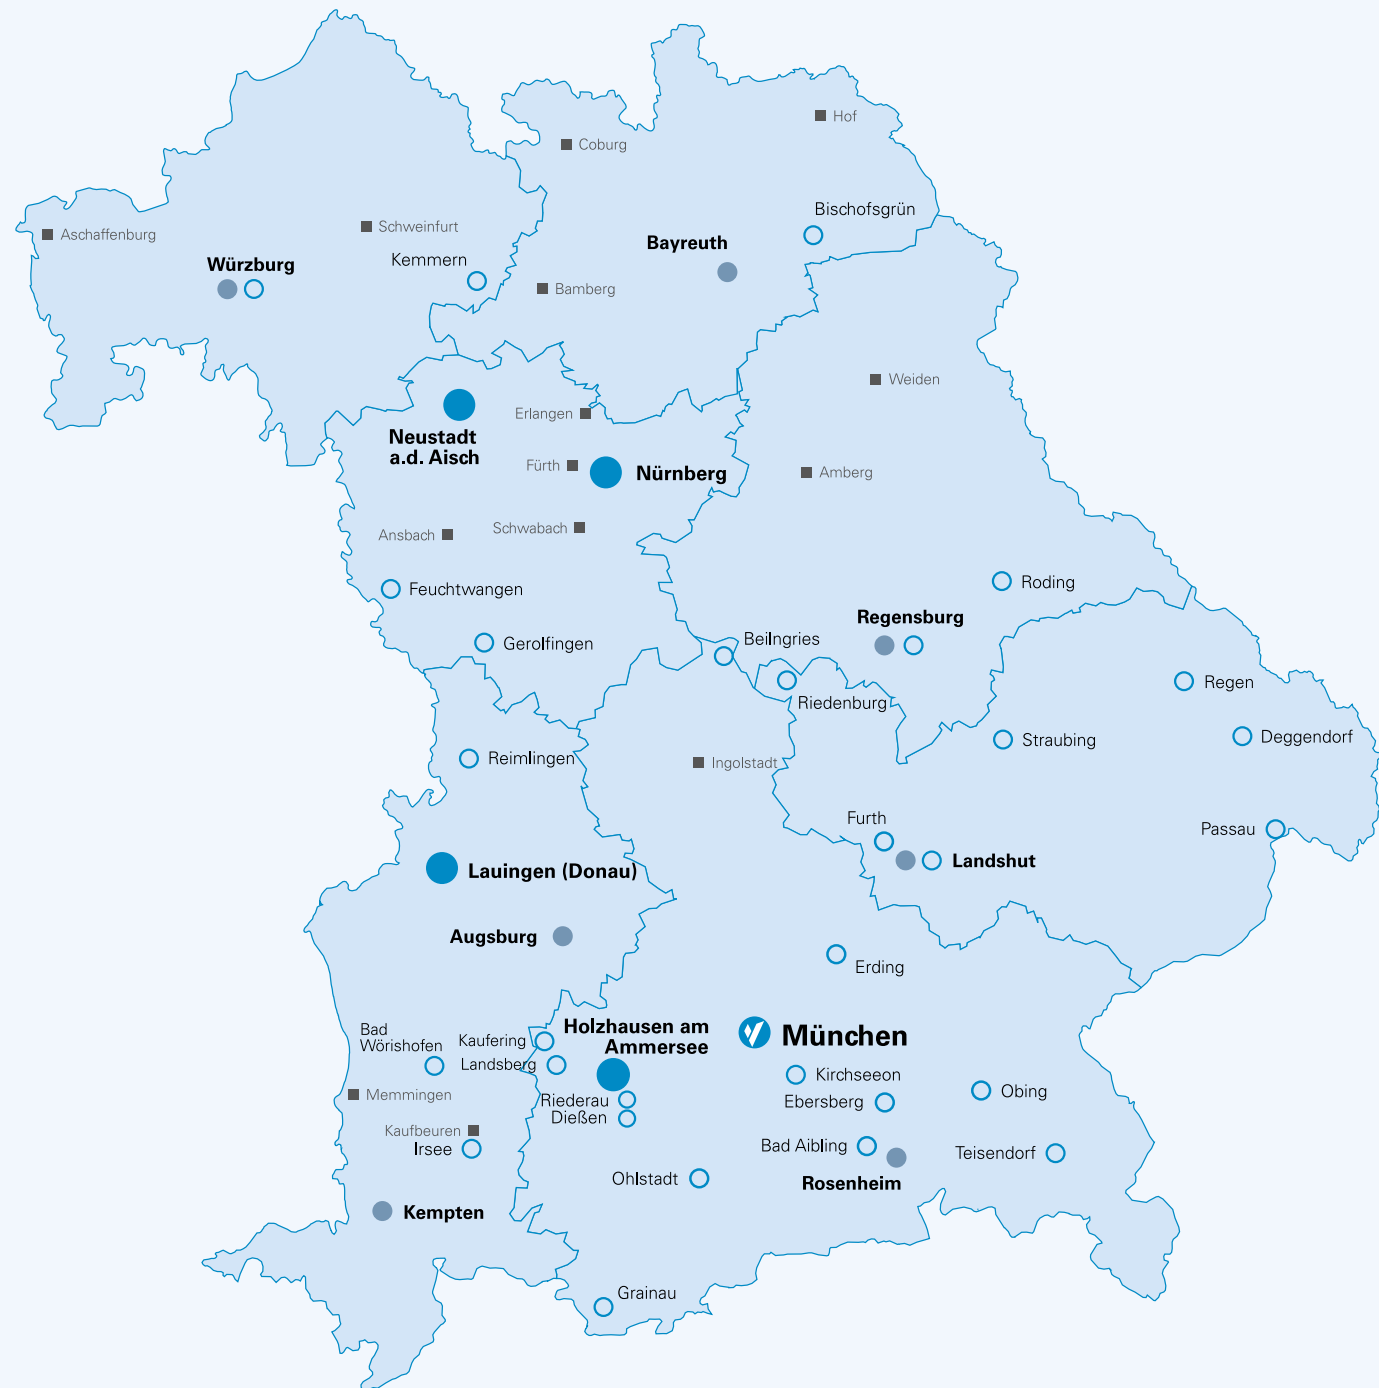 Hof
Coburg
Bischofsgrün
Schweinfurt
Aschaffenburg
Bayreuth
Kemmern
Würzburg
Bamberg
Weiden
Erlangen
Neustadt
a.d. Aisch
Fürth
Nürnberg
Amberg
Schwabach
Ansbach
Roding
Feuchtwangen
Regensburg
Beilngries
Gerolfingen
Regen
Riedenburg
Straubing
Deggendorf
Reimlingen
Ingolstadt
Furth
Passau
Landshut
Lauingen (Donau)
Augsburg
Erding
Holzhausen am
Ammersee
Bad
Wörishofen
München
Kaufering
Landsberg
Kirchseeon
Obing
Memmingen
Riederau
Ebersberg
Dießen
Kaufbeuren
Irsee
Bad Aibling
Teisendorf
Ohlstadt
Rosenheim
Kempten
Grainau